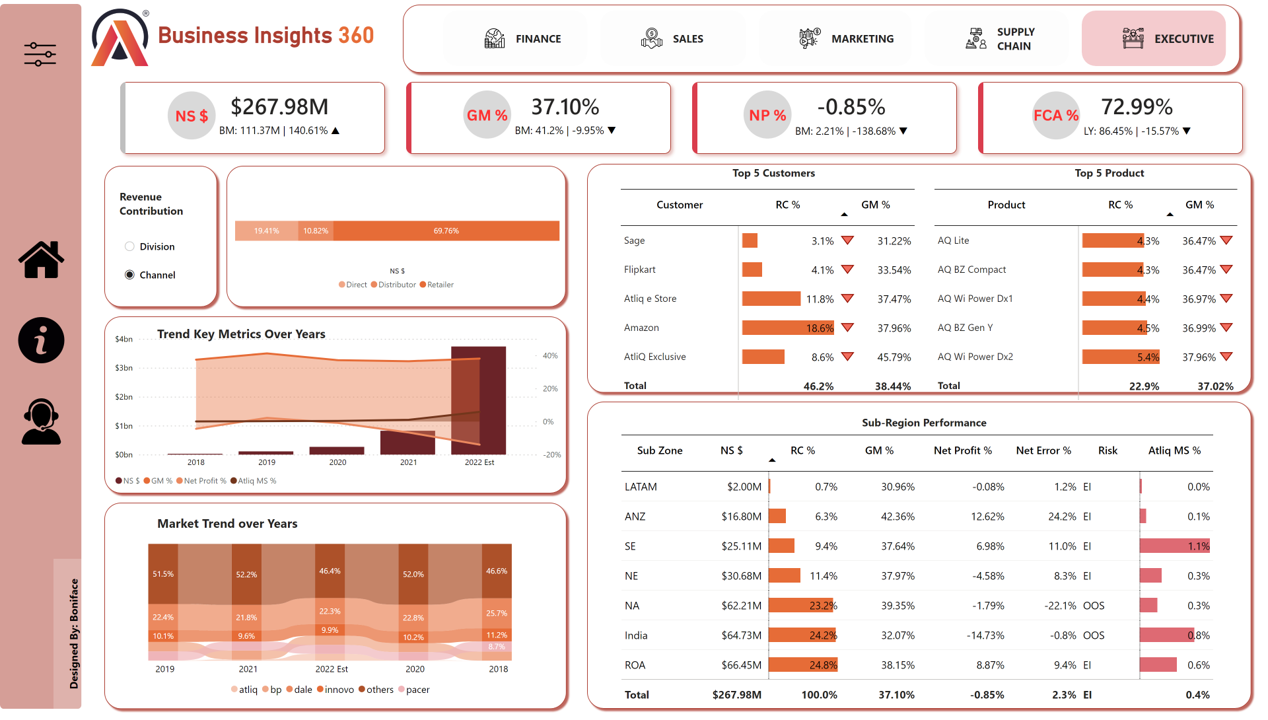 Business Insights 360
®
FINANCE
SALES
MARKETING
SUPPLY
CHAIN
EXECUTIVE
NS $
$267.98M
BM: 111.37M | 140.61% ▲
GM %
37.10%
BM: 41.2% | -9.95% ▼
NP %
-0.85%
BM: 2.21% | -138.68% ▼
FCA %
72.99%
LY: 86.45% | -15.57% ▼
Revenue
Contribution
Division
Channel
19.41% 10.82% 69.76%
NS $
Direct Distributor Retailer
Top 5 Customers
Customer RC % GM %
Sage 3.1% 31.22%
Flipkart 4.1% 33.54%
Atliq e Store 11.8% 37.47%
Amazon 18.6% 37.96%
AtliQ Exclusive 8.6% 45.79%
Total 46.2% 38.44%
Top 5 Product
Product RC % GM %
AQ Lite 4.3% 36.47%
AQ BZ Compact 4.3% 36.47%
AQ Wi Power Dx1 4.4% 36.97%
AQ BZ Gen Y 4.5% 36.99%
AQ Wi Power Dx2 5.4% 37.96%
Total 22.9% 37.02%
Trend Key Metrics Over Years
$4bn
$3bn
$2bn
$1bn
$0bn
40%
20%
0%
-20%
2018 2019 2020 2021 2022 Est
NS $ GM % Net Profit % Atliq MS %
Market Trend over Years
51.5% 52.2% 46.4% 52.0% 46.6%
22.4% 21.8% 22.3% 22.8% 25.7%
10.1% 9.6% 9.9% 10.2% 11.2%
8.7%
2019 2021 2022 Est 2020 2018
atliq bp dale innovo others pacer
Sub-Region Performance
Sub Zone NS $ RC % GM % Net Profit % Net Error % Risk Atliq MS %
LATAM $2.00M 0.7% 30.96% -0.08% 1.2% EI 0.0%
ANZ $16.80M 6.3% 42.36% 12.62% 24.2% EI 0.1%
SE $25.11M 9.4% 37.64% 6.98% 11.0% EI 1.1%
NE $30.68M 11.4% 37.97% -4.58% 8.3% EI 0.3%
NA $62.21M 23.2% 39.35% -1.79% -22.1% OOS 0.3%
India $64.73M 24.2% 32.07% -14.73% -0.8% OOS 0.8%
ROA $66.45M 24.8% 38.15% 8.87% 9.4% EI 0.6%
Total $267.98M 100.0% 37.10% -0.85% 2.3% EI 0.4%
Designed By: Boniface